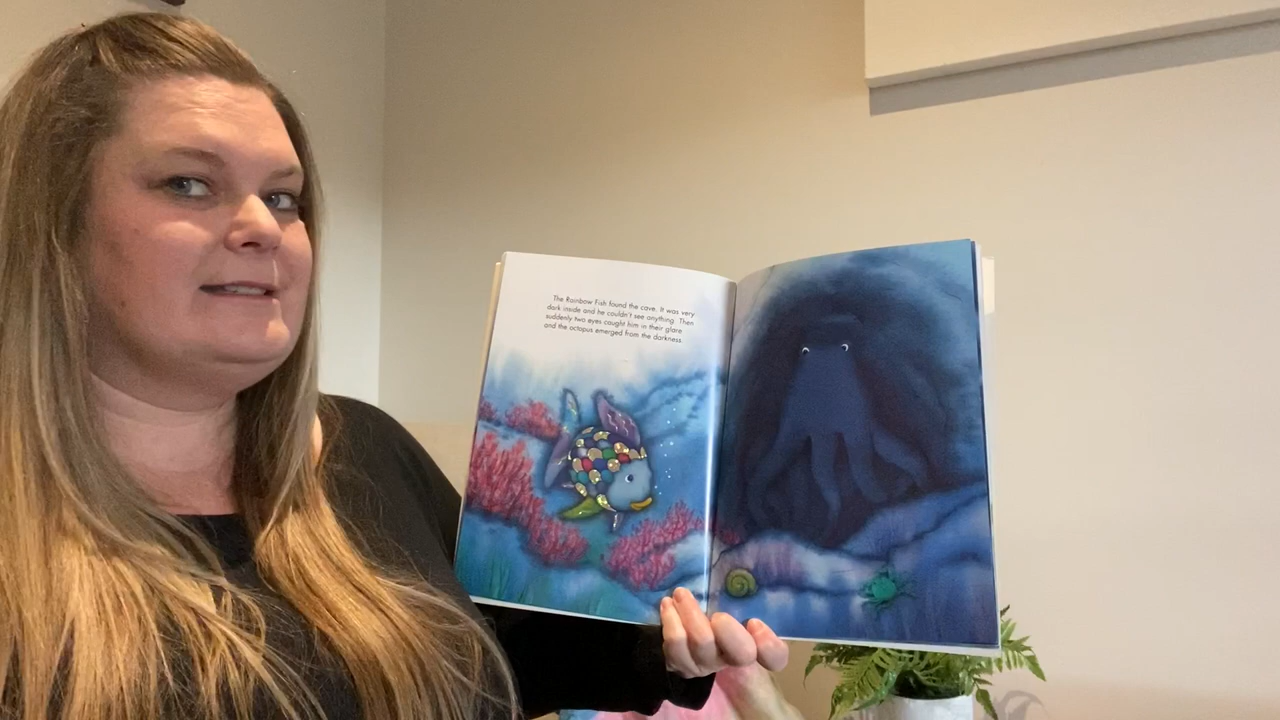 The Rainbow Fish found the cave. It was very
dark inside and he couldn't see anything. Then
suddenly two eyes caught him in their glare
and the octopus emerged from the darkness.